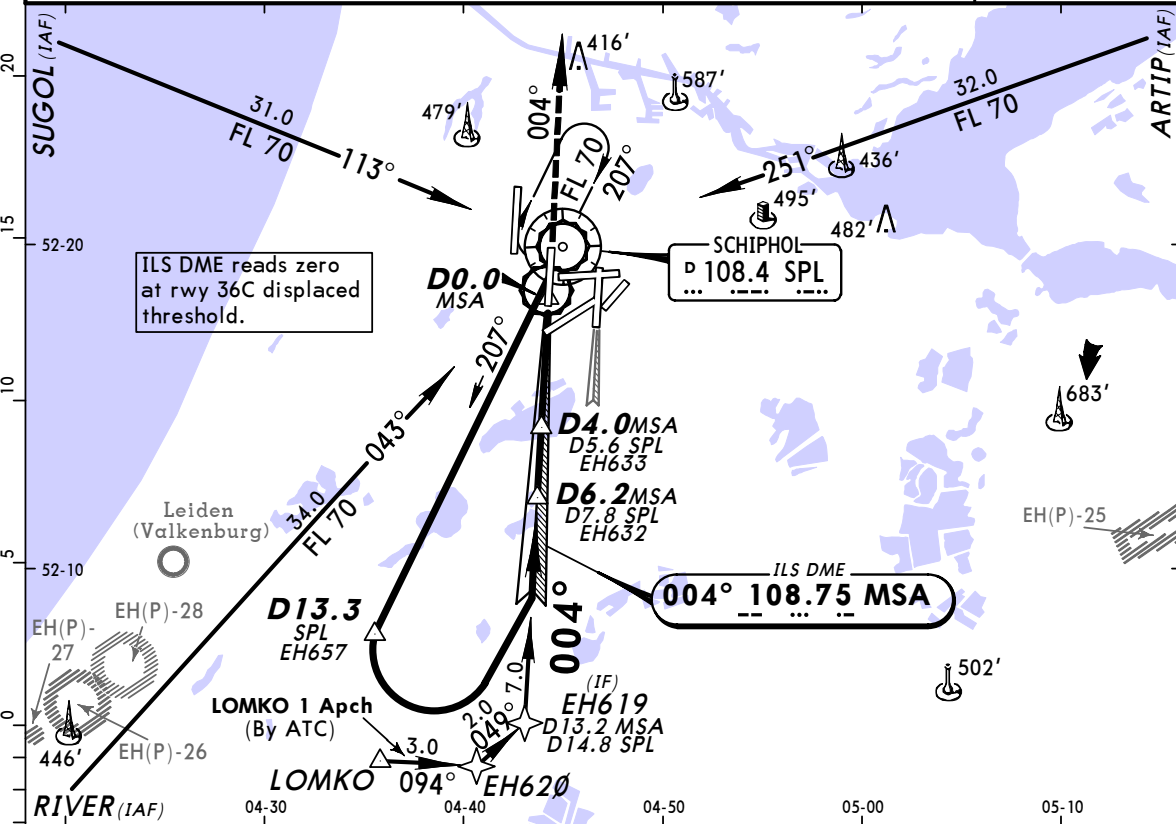 SUGOL (IAF)
31.0
FL 70
113°
20
15
10
5
0
52-20
52-10
ILS DME reads zero
at rwy 36C displaced
threshold.
479'
004°
416'
587'
FL 70
207°
32.0
FL 70
251°
ARTIP (IAF)
436'
495'
482'
SCHIPHOL
D 108.4 SPL
D0.0
MSA
207°
043°
34.0
FL 70
683'
D4.0 MSA
D5.6 SPL
EH633
D6.2 MSA
D7.8 SPL
EH632
Leiden
(Valkenburg)
EH(P)-25
ILS DME
004° 108.75 MSA
004°
D13.3
SPL
EH657
EH(P)-28
EH(P)-
27
EH(P)-26
446'
502'
LOMKO 1 Apch
(By ATC)
3.0
094°
LOMKO
2.0
049°
7.0
EH62Ø
(IF)
EH619
D13.2 MSA
D14.8 SPL
RIVER (IAF)
04-30
04-40
04-50
05-00
05-10